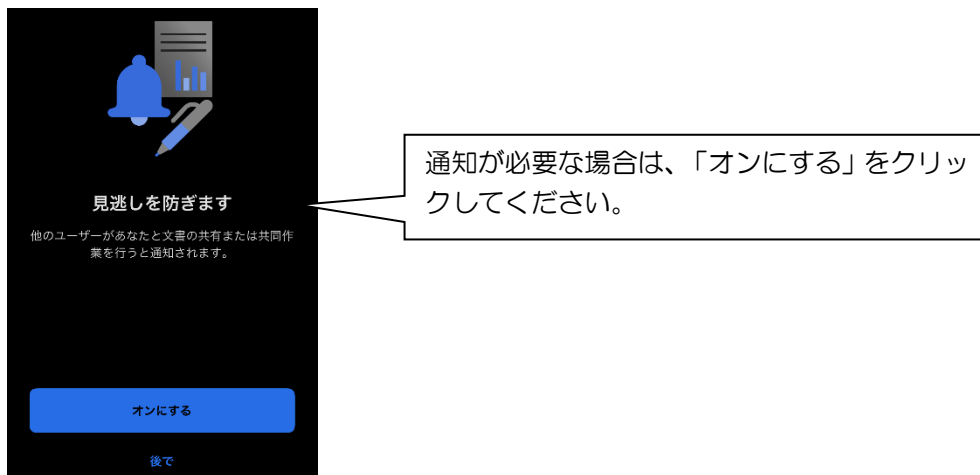 見逃しを防ぎます
他のユーザーがあなたと文書の共有または共同作
業を行うと通知されます。
オンにする
後で
通知が必要な場合は、「オンにする」をクリッ
クしてください。